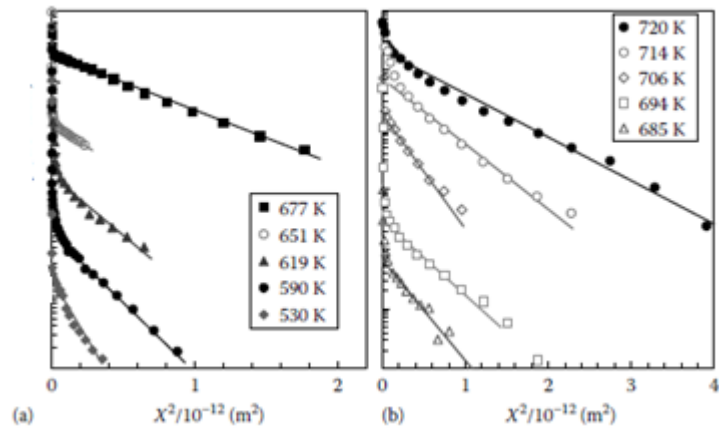 677 K
651 K
619 K
590 K
530 K
0
1
2
(a)
X²/10⁻¹² (m²)
720 K
714 K
706 K
694 K
685 K
0
1
2
3
4
(b)
X²/10⁻¹² (m²)